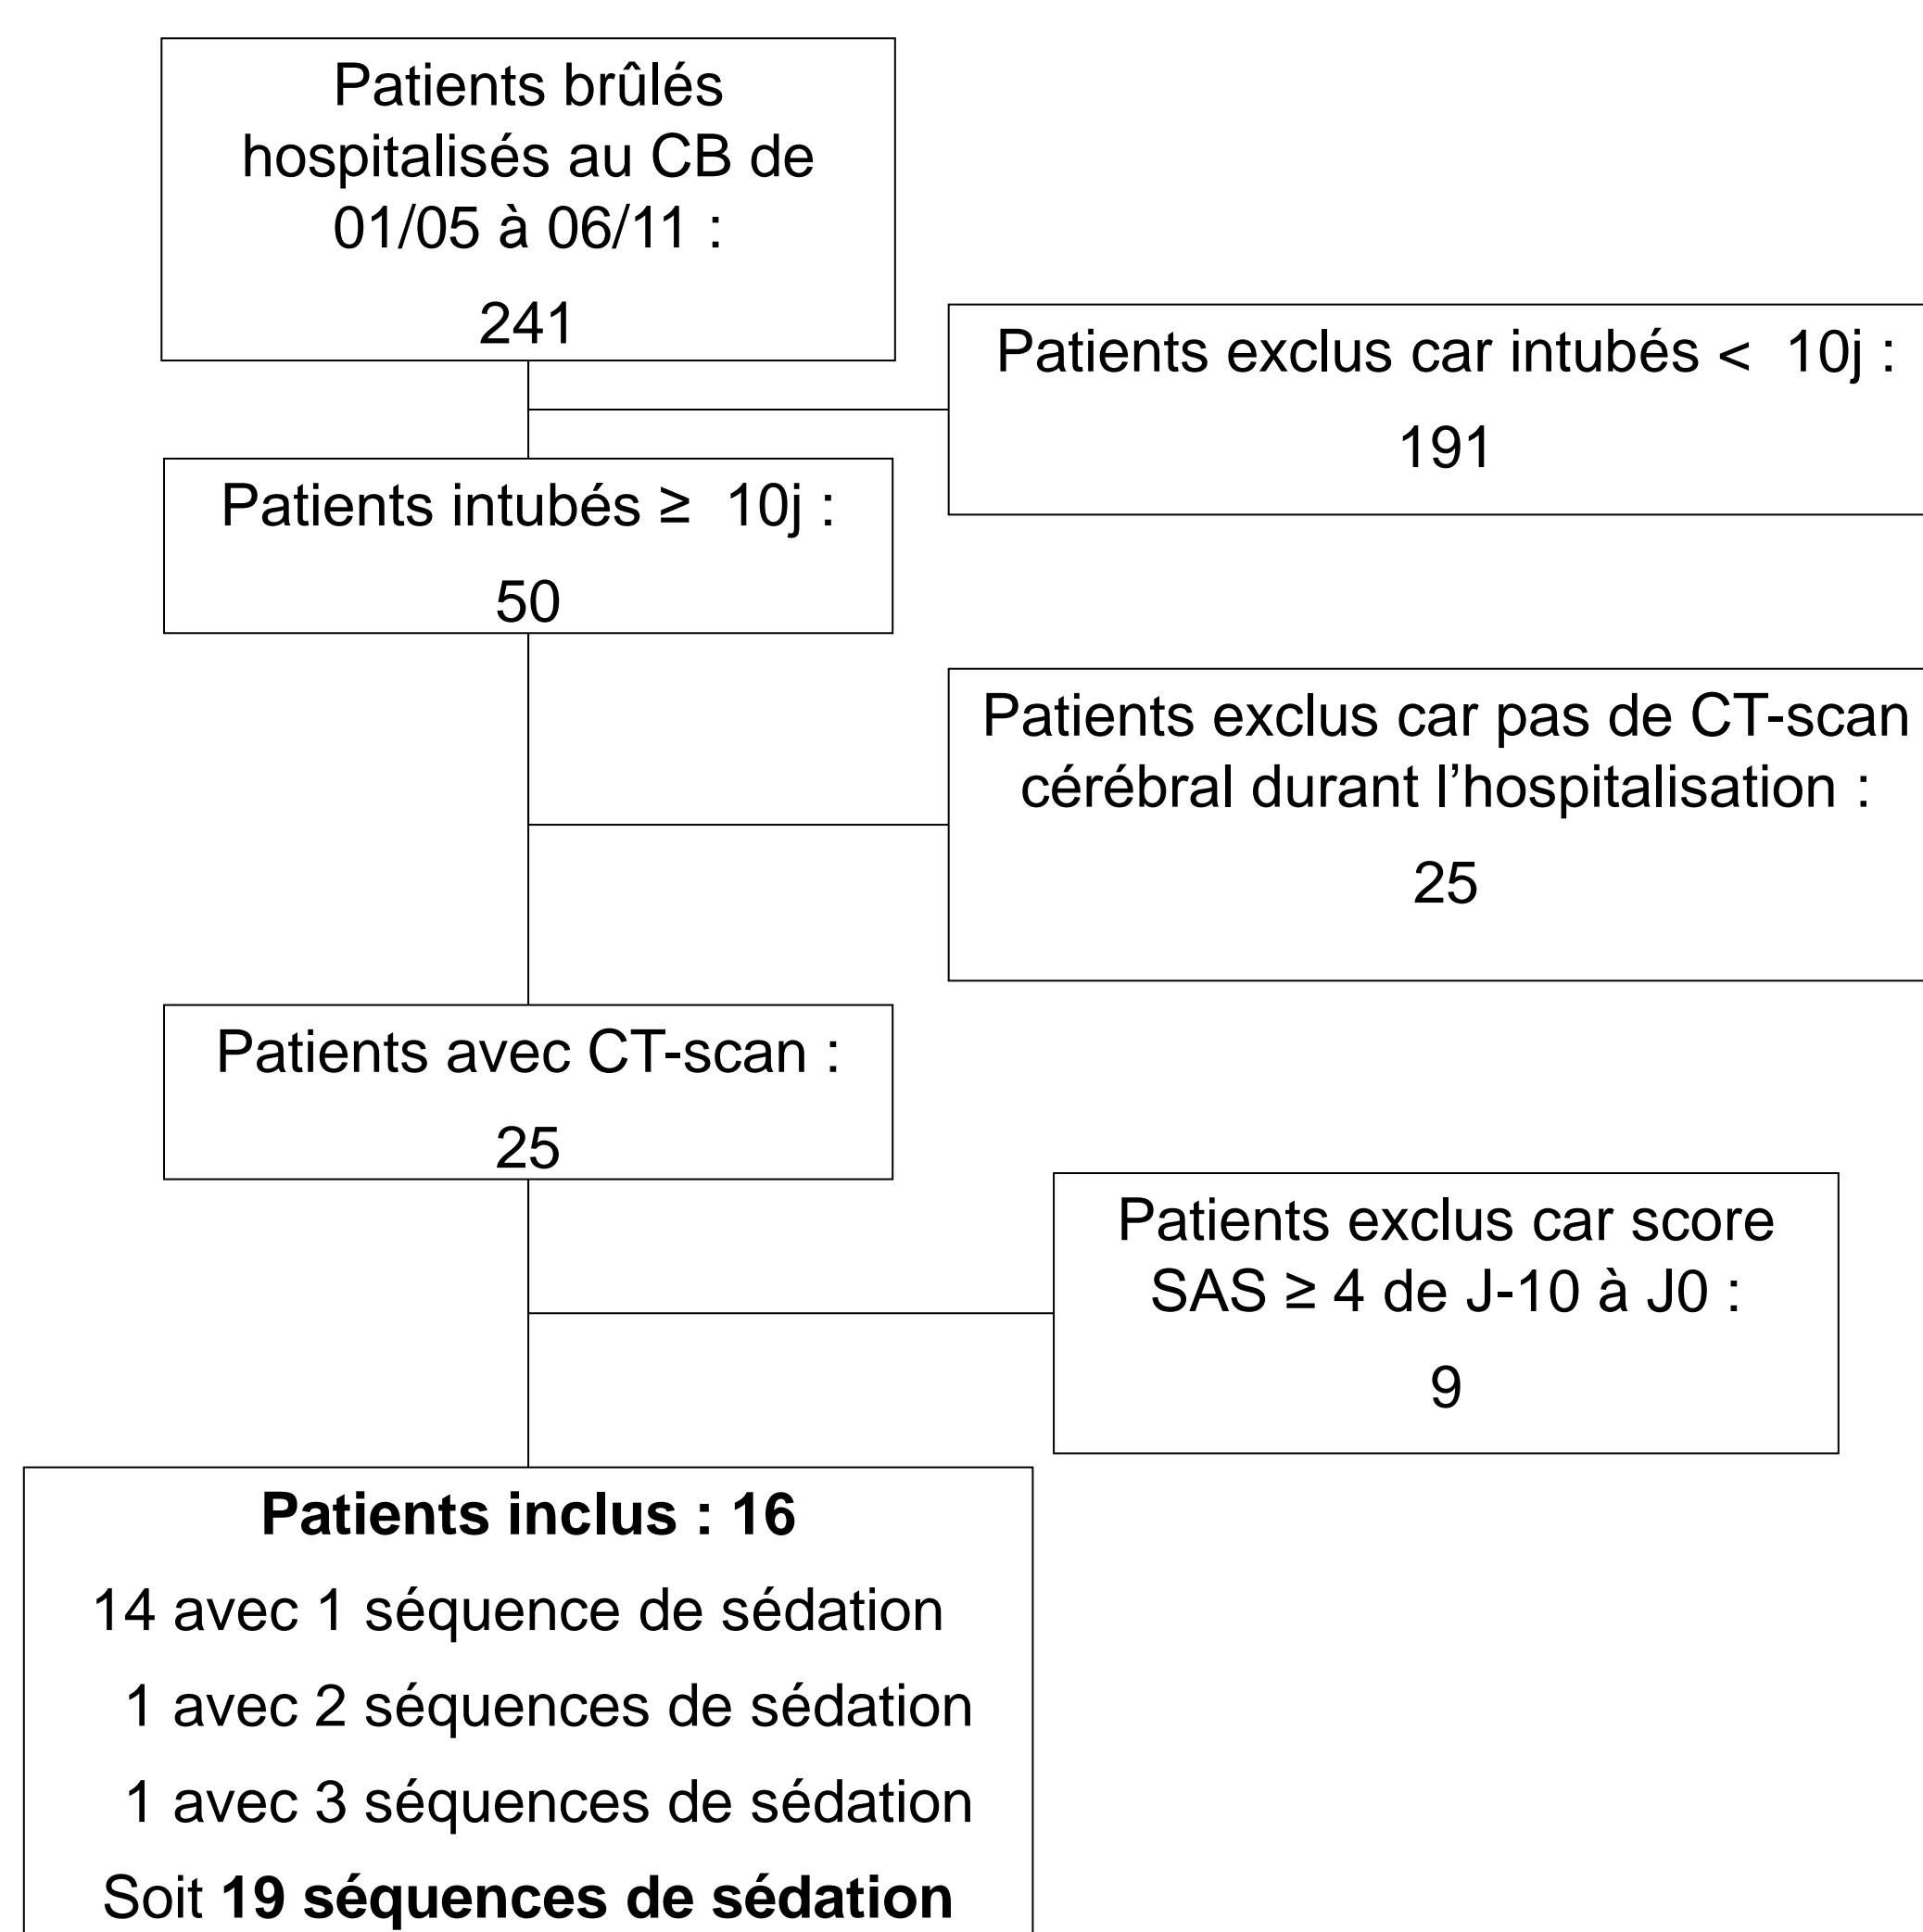 Patients brûlés
hospitalisés au CB de
01/05 à 06/11 :
241
Patients exclus car intubés < 10j :
191
Patients intubés ≥ 10j :
50
Patients exclus car pas de CT-scan
cérébral durant l’hospitalisation :
25
Patients avec CT-scan :
25
Patients exclus car score
SAS ≥ 4 de J-10 à J0 :
9
Patients inclus : 16
14 avec 1 séquence de sédation
1 avec 2 séquences de sédation
1 avec 3 séquences de sédation
Soit 19 séquences de sédation